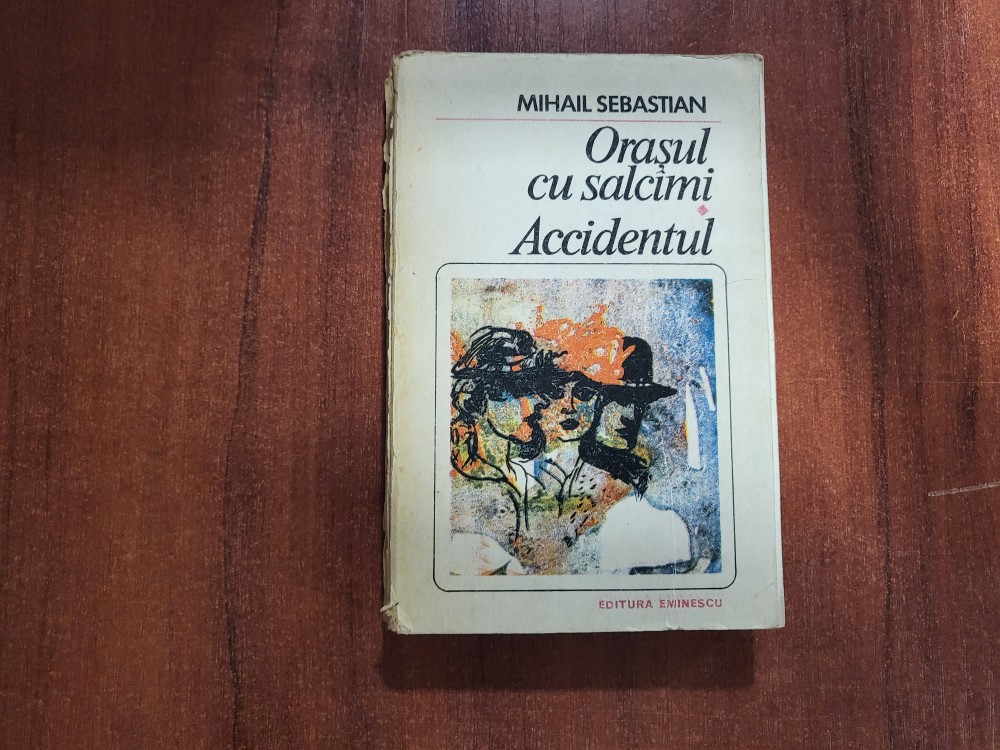 MIHAIL SEBASTIAN
Orașul
cu salcîmi
Accidentul
EDITURA EMINESCU